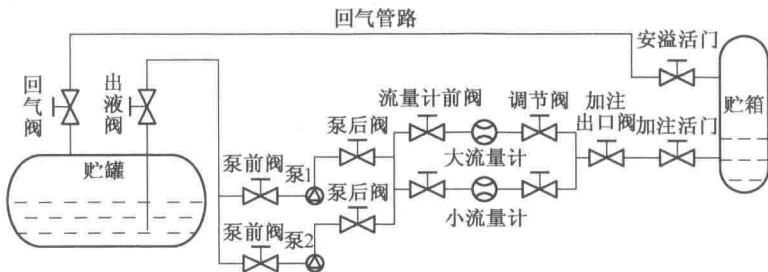 回气管路
安溢活门
回气阀
出液阀
流量计前阀
调节阀
加注
出口阀
加注活门
贮箱
泵后阀
大流量计
贮罐
泵前阀
泵1
泵后阀
小流量计
泵前阀
泵2